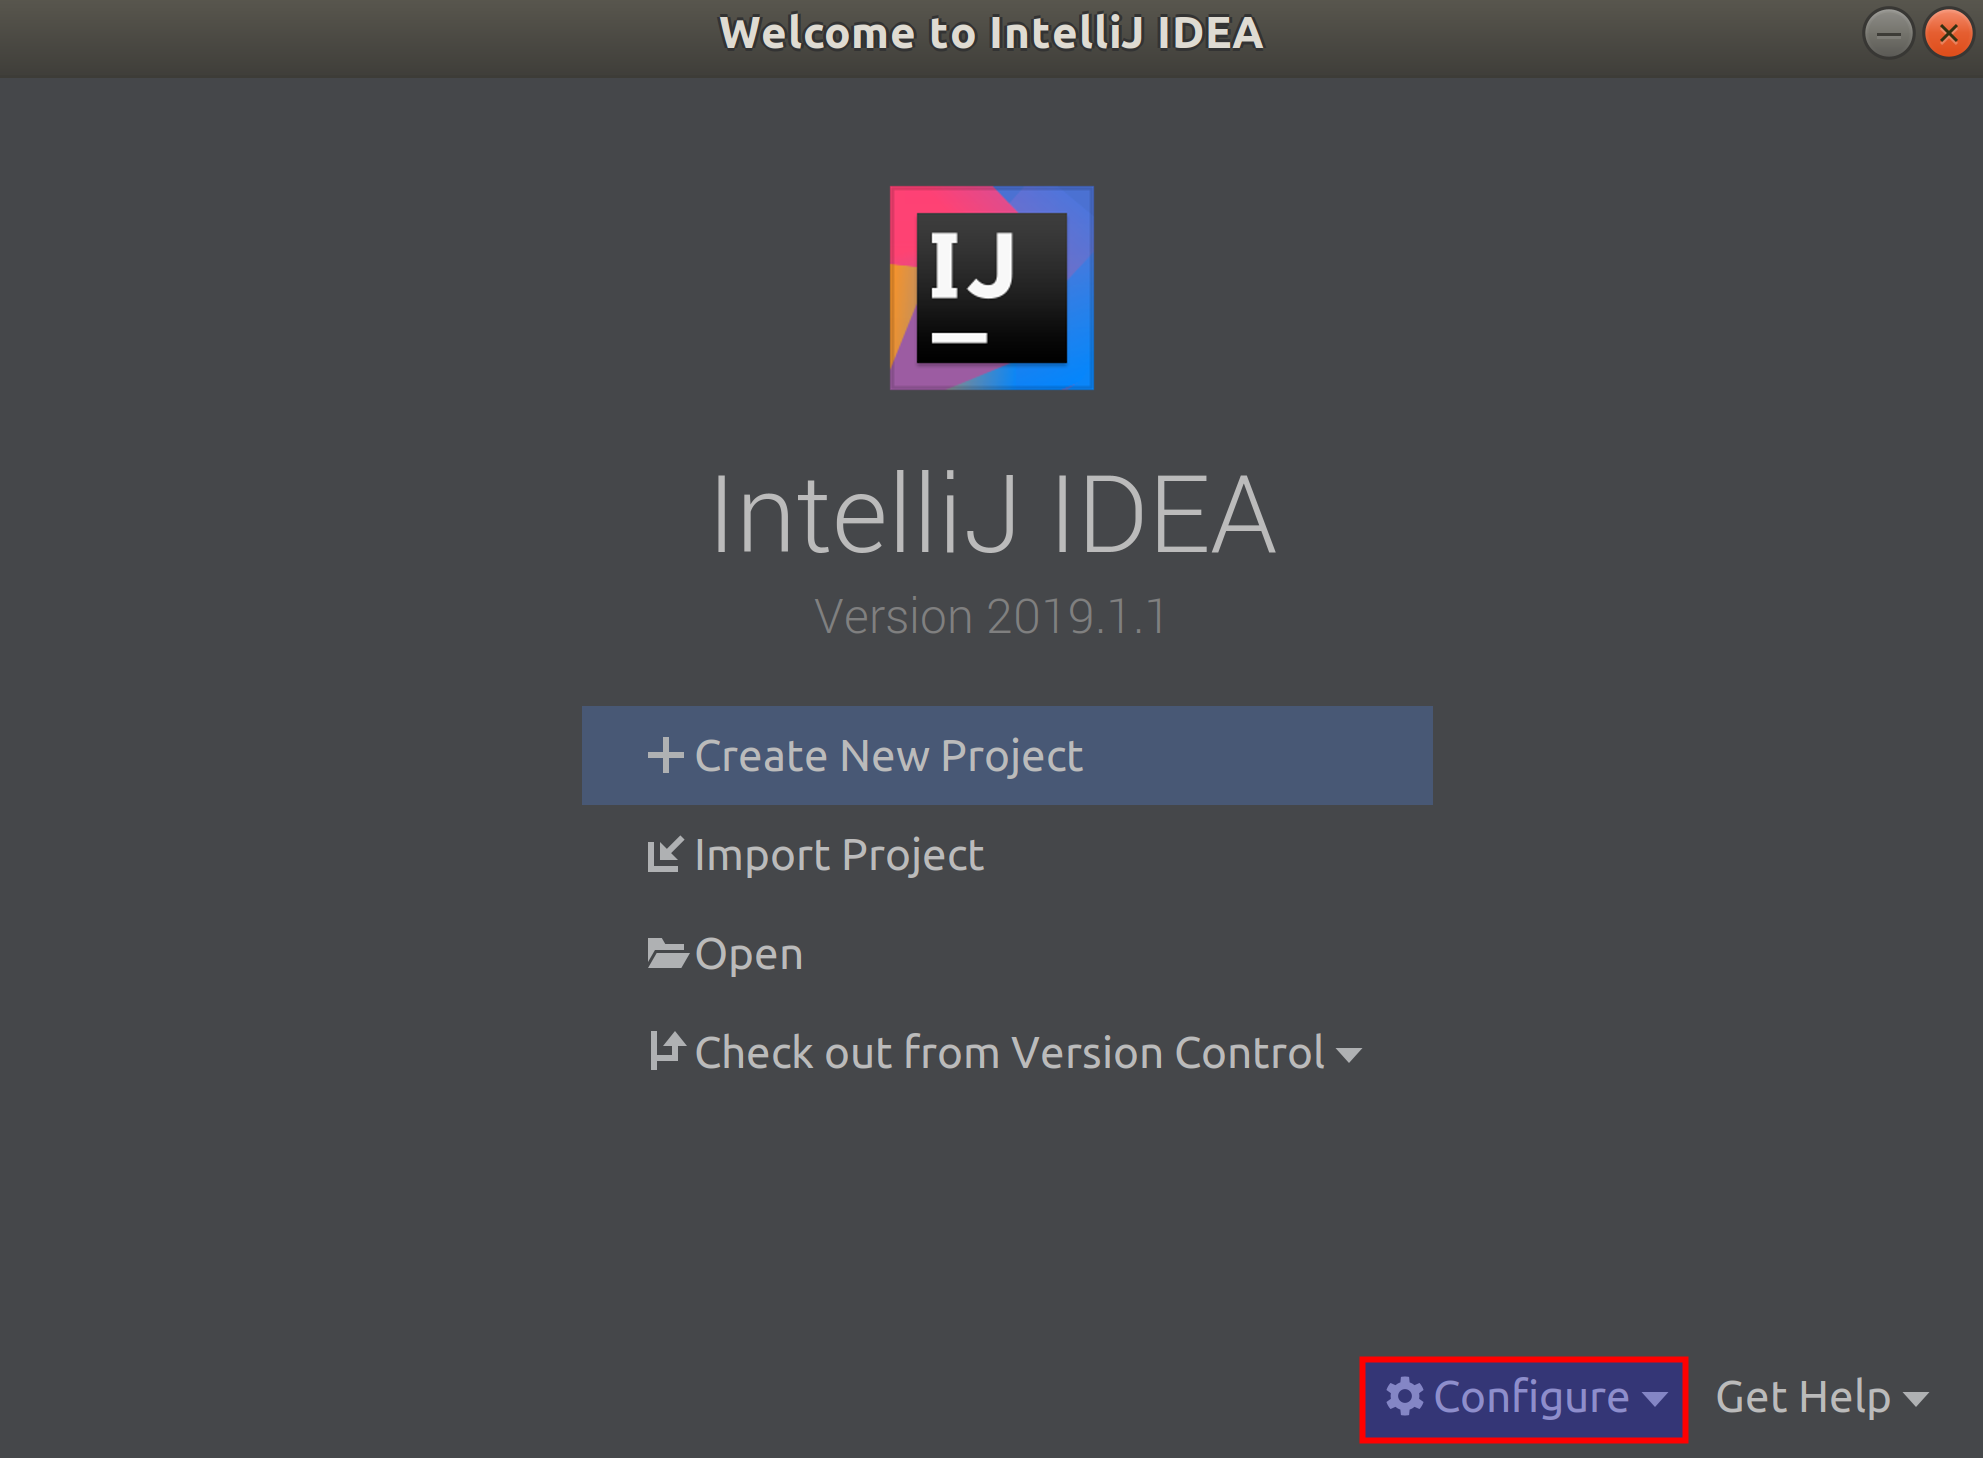 Welcome to IntelliJ IDEA
IJ
IntelliJ IDEA
Version 2019.1.1
Create New Project
Import Project
Open
Check out from Version Control
Configure
Get Help